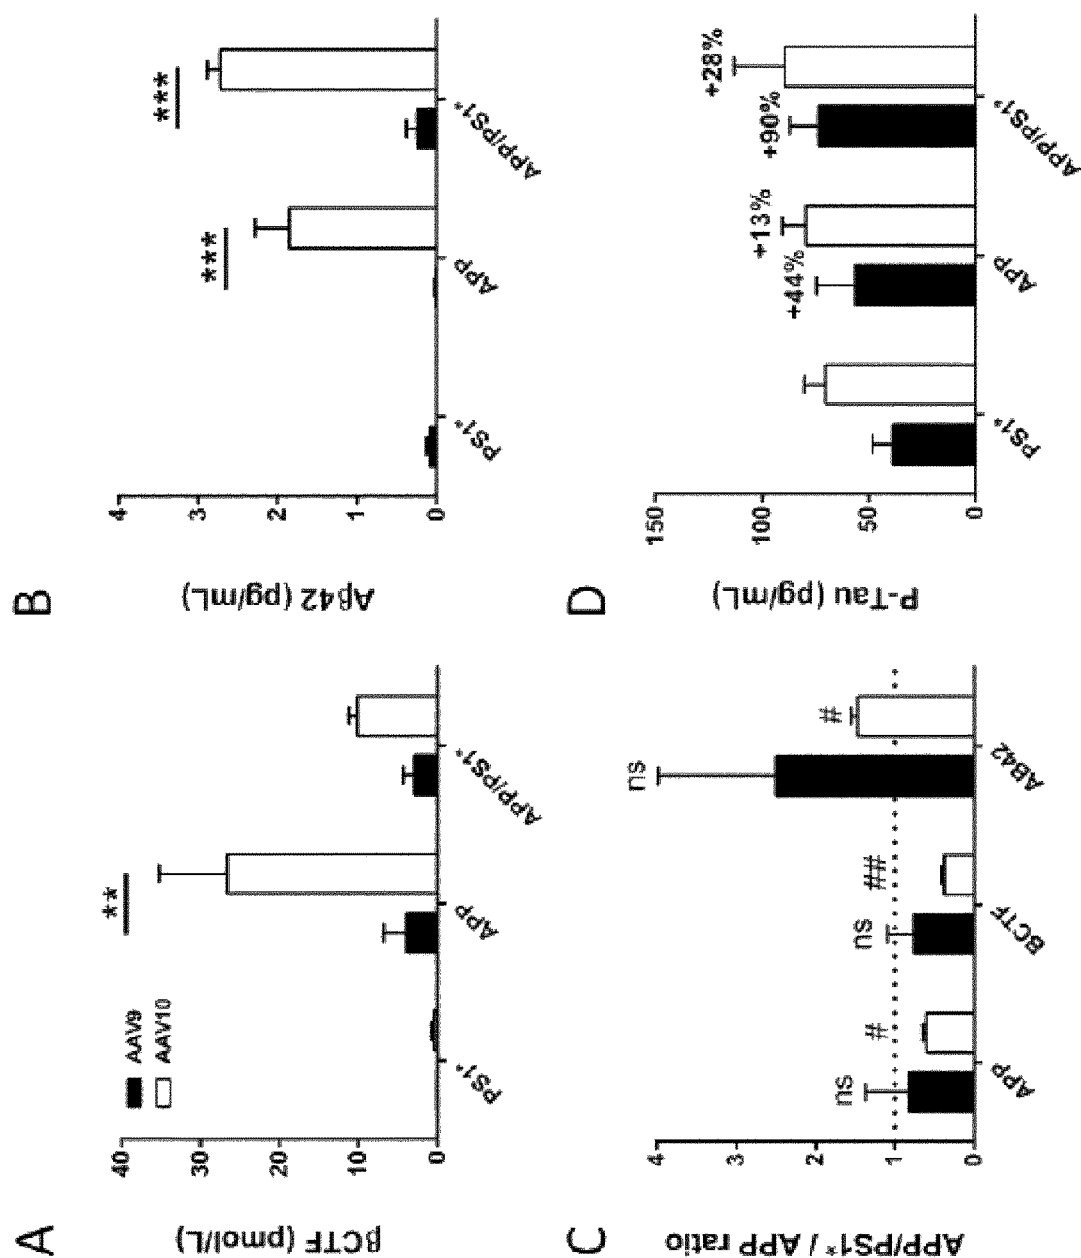 A
βCTF (pmol/L)
40
30
20
10
0
AAV9
AAV10
**
PS1*
APP
APP/PS1*
B
Aβ42 (pg/mL)
4
3
2
1
0
***
***
PS1*
APP
APP/PS1*
C
APP/PS1* / APP ratio
4
3
2
1
0
ns
#
ns
##
ns
#
APP
BCTF
AB42
D
P-Tau (pg/mL)
150
100
50
0
+44%
+13%
+90%
+28%
PS1*
APP
APP/PS1*